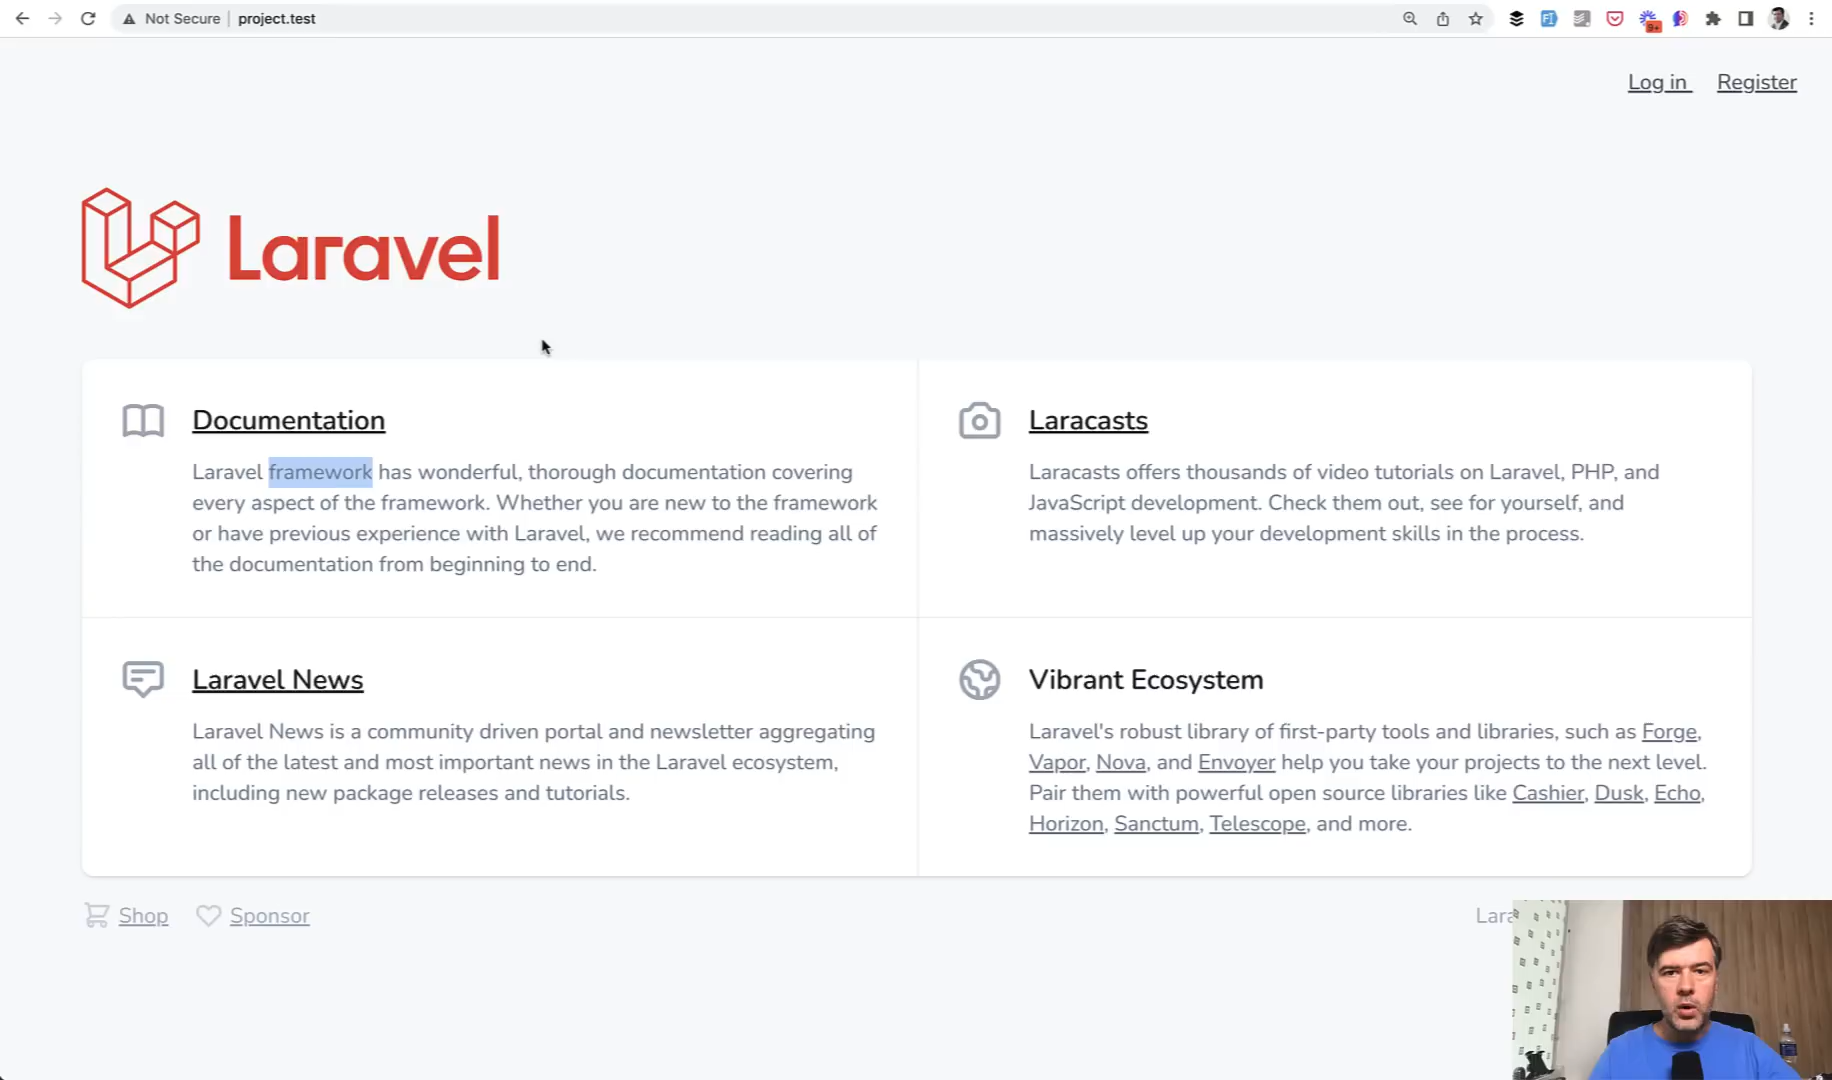 Not Secure project.test
9+
Log in Register
Laravel
Documentation
Laravel framework has wonderful, thorough documentation covering
every aspect of the framework. Whether you are new to the framework
or have previous experience with Laravel, we recommend reading all of
the documentation from beginning to end.
Laracasts
Laracasts offers thousands of video tutorials on Laravel, PHP, and
JavaScript development. Check them out, see for yourself, and
massively level up your development skills in the process.
Laravel News
Laravel News is a community driven portal and newsletter aggregating
all of the latest and most important news in the Laravel ecosystem,
including new package releases and tutorials.
Vibrant Ecosystem
Laravel's robust library of first-party tools and libraries, such as Forge,
Vapor, Nova, and Envoyer help you take your projects to the next level.
Pair them with powerful open source libraries like Cashier, Dusk, Echo,
Horizon, Sanctum, Telescope, and more.
Shop Sponsor
Lara